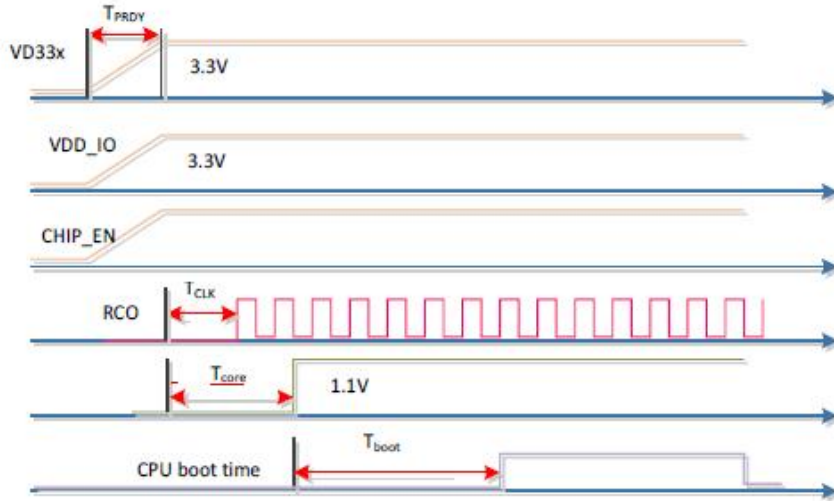 TPRDY
VD33x
3.3V
VDD_IO
3.3V
CHIP_EN
TCLK
RCO
Tcore
1.1V
Tboot
CPU boot time